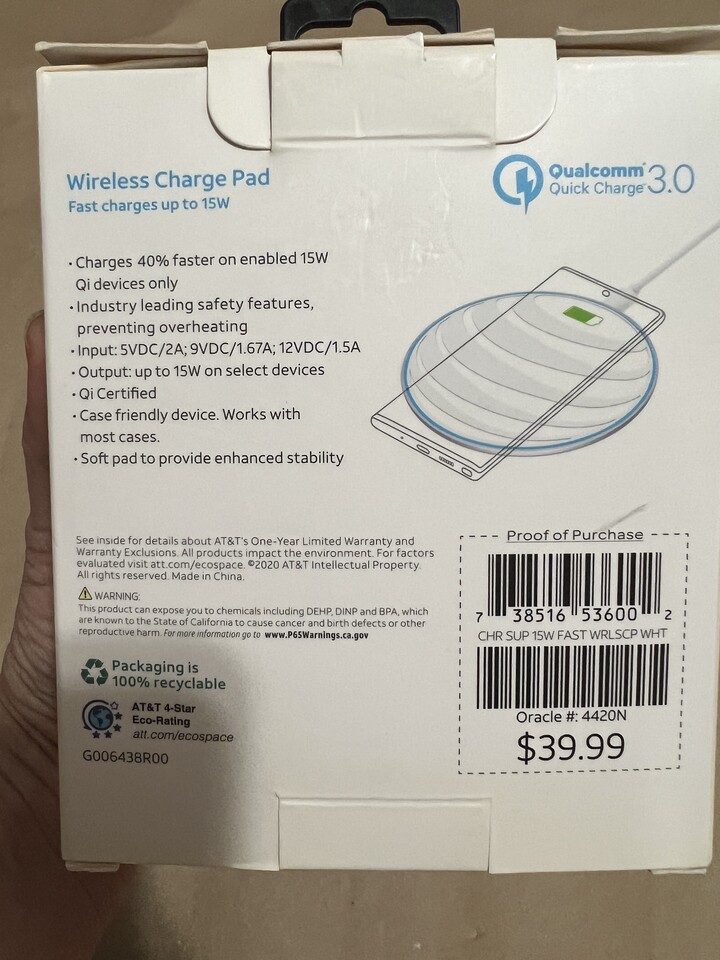 Wireless Charge Pad
Fast charges up to 15W
Qualcomm
Quick Charge 3.0
• Charges 40% faster on enabled 15W
Qi devices only
• Industry leading safety features,
preventing overheating
• Input: 5VDC/2A; 9VDC/1.67A; 12VDC/1.5A
• Output: up to 15W on select devices
• Qi Certified
• Case friendly device. Works with
most cases.
• Soft pad to provide enhanced stability
See inside for details about AT&T's One-Year Limited Warranty and
Warranty Exclusions. All products impact the environment. For factors
evaluated visit att.com/ecospace. ©2020 AT&T Intellectual Property.
All rights reserved. Made in China.
WARNING:
This product can expose you to chemicals including DEHP, DINP and BPA, which
are known to the State of California to cause cancer and birth defects or other
reproductive harm. For more information go to www.P65Warnings.ca.gov
Packaging is
100% recyclable
AT&T 4-Star
Eco-Rating
att.com/ecospace
G006438R00
Proof of Purchase
7 38516 53600 2
CHR SUP 15W FAST WRLSCP WHT
Oracle #: 4420N
$39.99